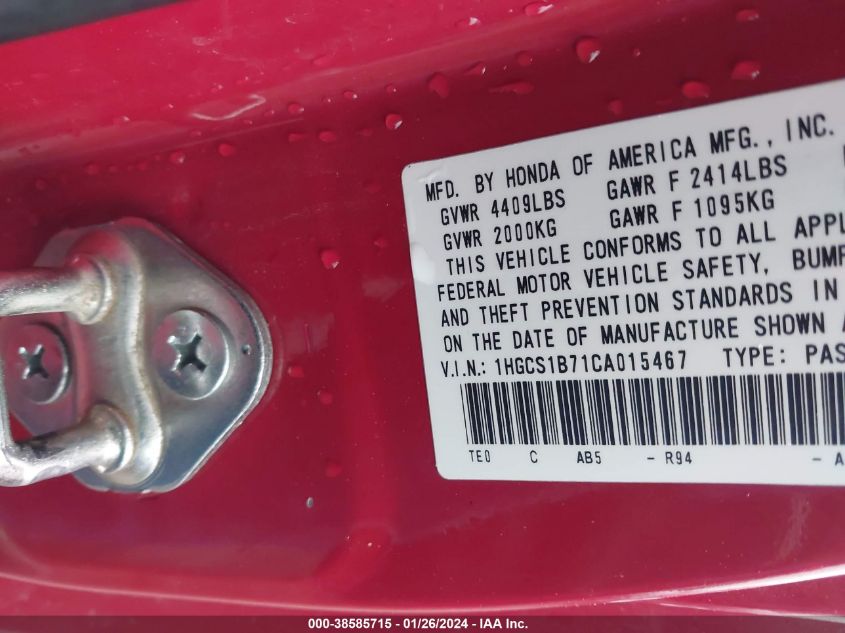 MFD. BY HONDA OF AMERICA MFG., INC.
GVWR 4409LBS GAWR F 2414LBS
GVWR 2000KG GAWR F 1095KG
THIS VEHICLE CONFORMS TO ALL APPL
FEDERAL MOTOR VEHICLE SAFETY, BUMP
AND THEFT PREVENTION STANDARDS IN
ON THE DATE OF MANUFACTURE SHOWN A
V.I.N.: 1HGCS1B71CA015467 TYPE: PAS
TE0 C AB5 - R94 - A
000-38585715 - 01/26/2024 - IAA Inc.